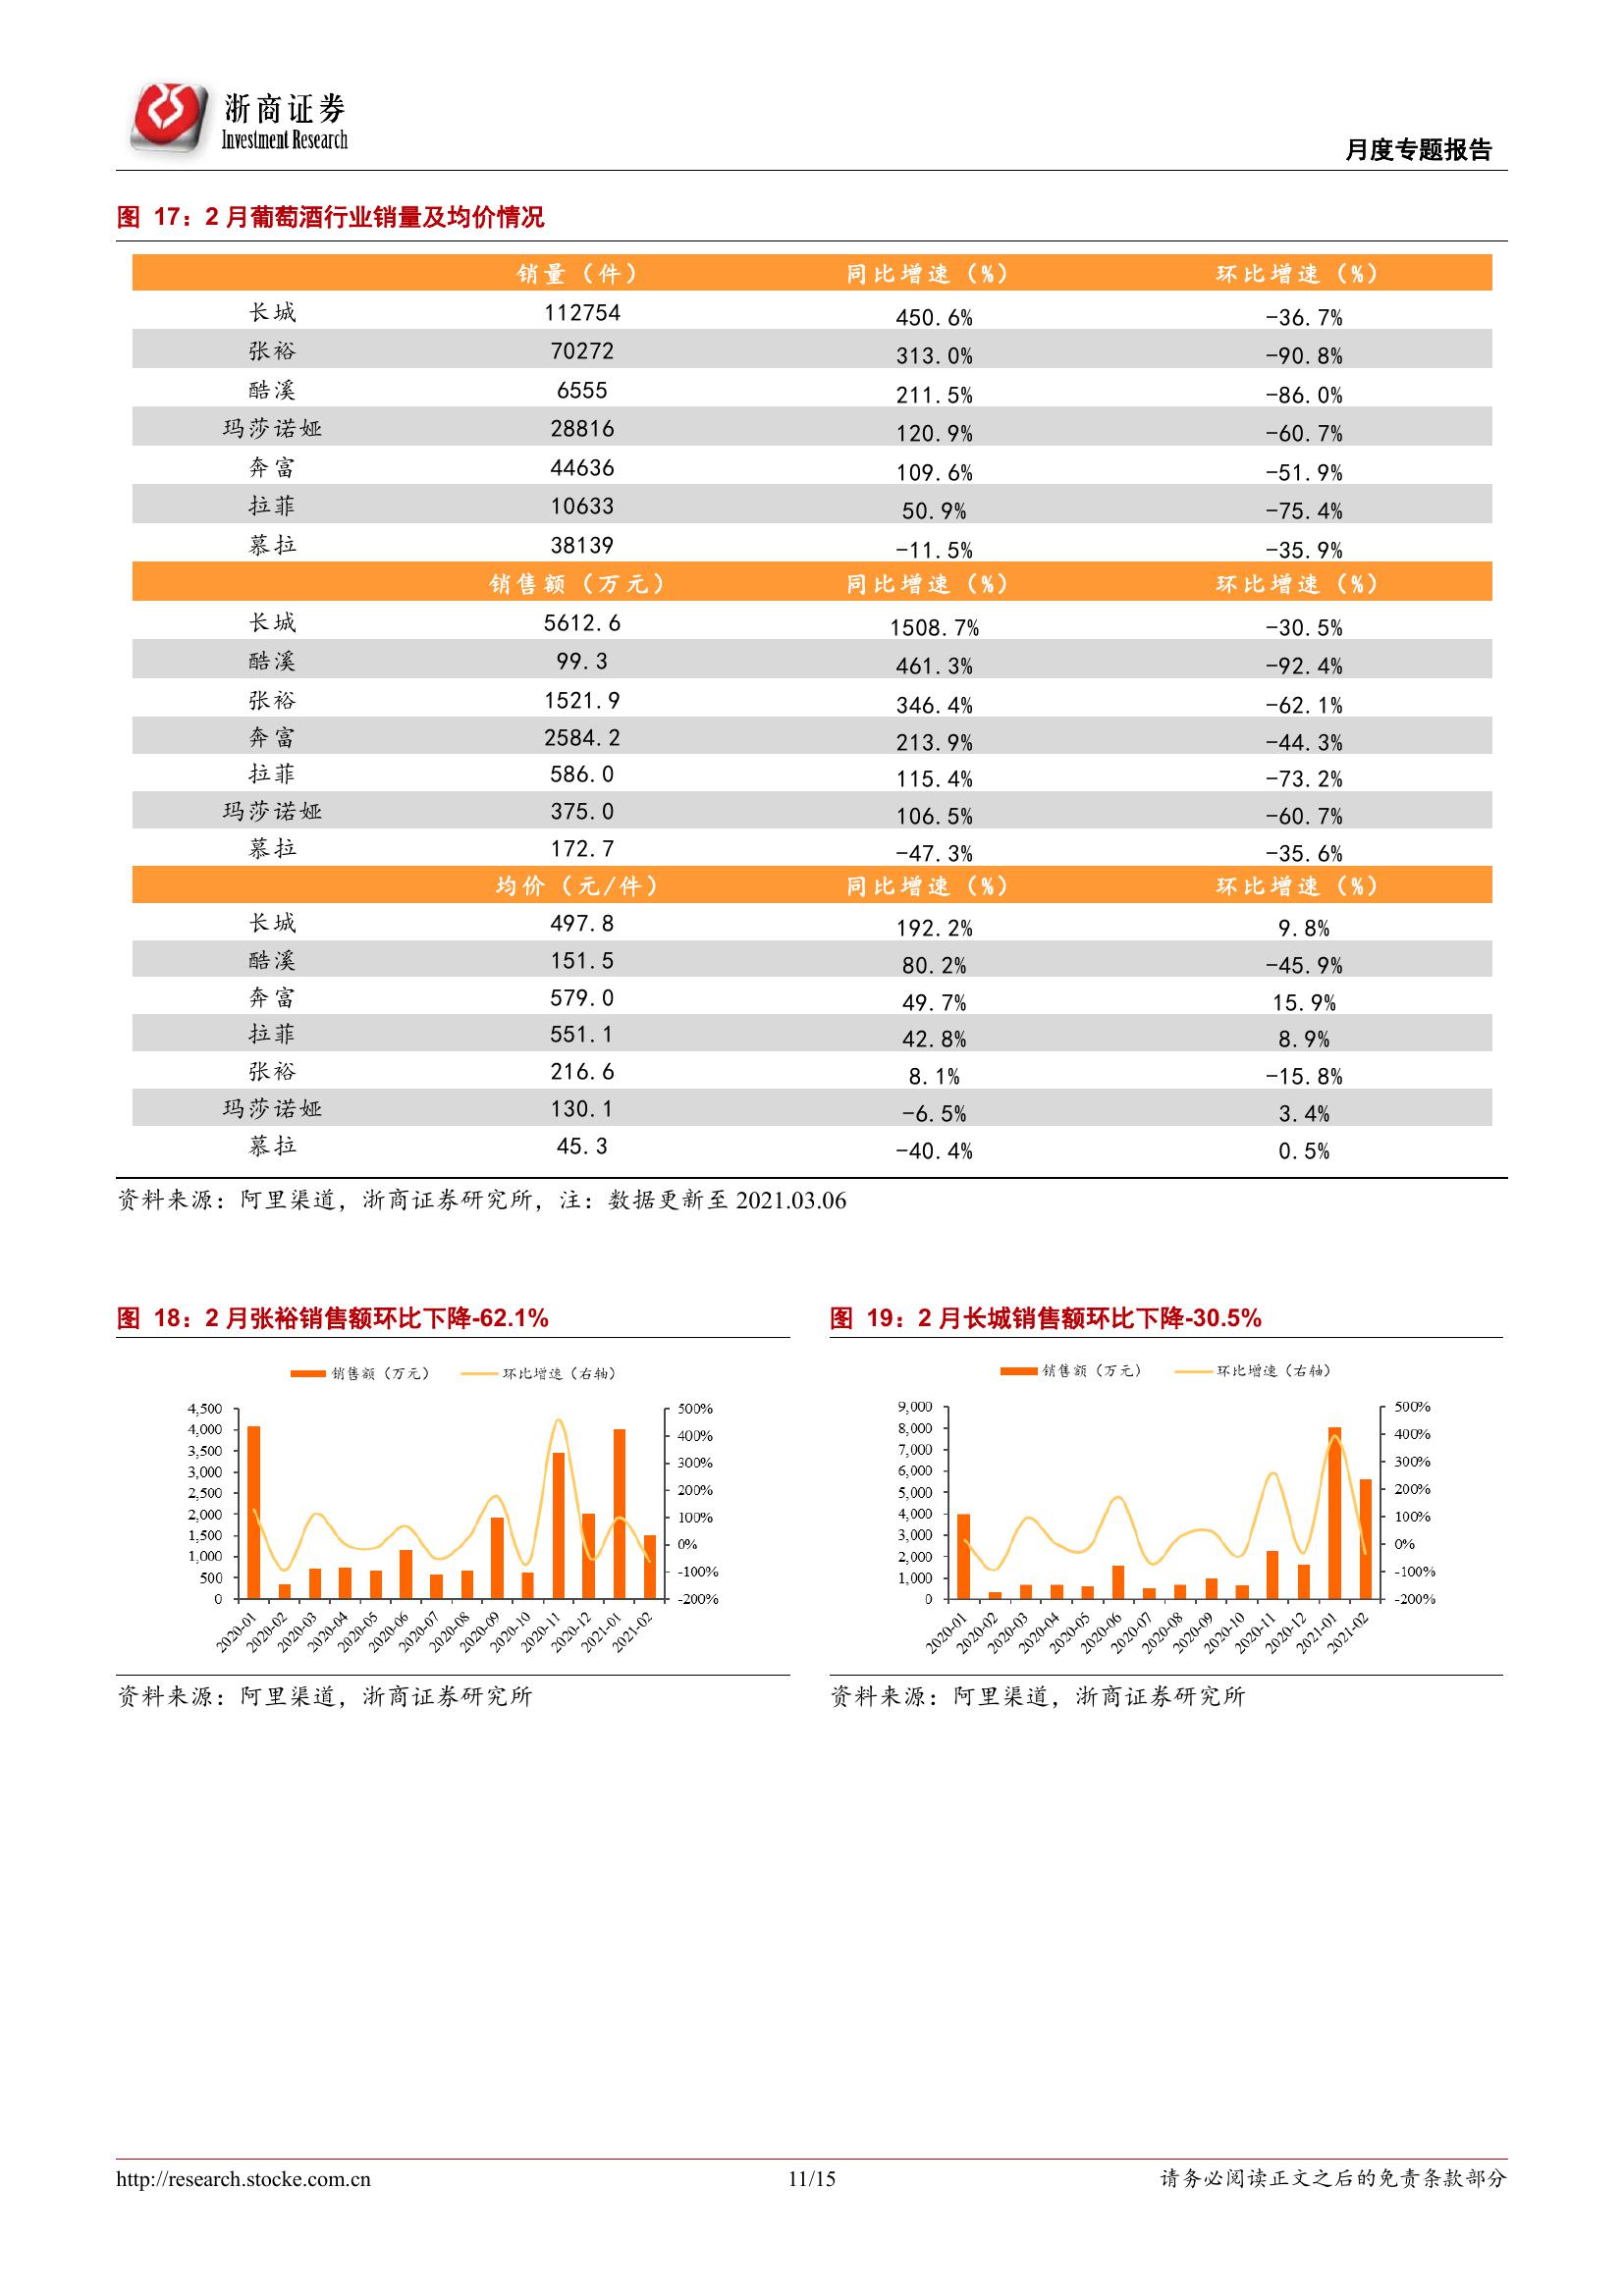 浙商证券
Investment Research
月度专题报告
图 17：2 月葡萄酒行业销量及均价情况
销量（件） 同比增速（%） 环比增速（%）
长城 112754 450.6% -36.7%
张裕 70272 313.0% -90.8%
酷溪 6555 211.5% -86.0%
玛莎诺娅 28816 120.9% -60.7%
奔富 44636 109.6% -51.9%
拉菲 10633 50.9% -75.4%
慕拉 38139 -11.5% -35.9%
销售额（万元） 同比增速（%） 环比增速（%）
长城 5612.6 1508.7% -30.5%
酷溪 99.3 461.3% -92.4%
张裕 1521.9 346.4% -62.1%
奔富 2584.2 213.9% -44.3%
拉菲 586.0 115.4% -73.2%
玛莎诺娅 375.0 106.5% -60.7%
慕拉 172.7 -47.3% -35.6%
均价（元/件） 同比增速（%） 环比增速（%）
长城 497.8 192.2% 9.8%
酷溪 151.5 80.2% -45.9%
奔富 579.0 49.7% 15.9%
拉菲 551.1 42.8% 8.9%
张裕 216.6 8.1% -15.8%
玛莎诺娅 130.1 -6.5% 3.4%
慕拉 45.3 -40.4% 0.5%
资料来源：阿里渠道，浙商证券研究所，注：数据更新至 2021.03.06
图 18：2 月张裕销售额环比下降-62.1%
销售额（万元） 环比增速（右轴）
4,500 500%
4,000 400%
3,500 300%
3,000 200%
2,500 100%
2,000 0%
1,500 -100%
1,000 -200%
500
0
2020-01 2020-02 2020-03 2020-04 2020-05 2020-06 2020-07 2020-08 2020-09 2020-10 2020-11 2020-12 2021-01 2021-02
资料来源：阿里渠道，浙商证券研究所
图 19：2 月长城销售额环比下降-30.5%
销售额（万元） 环比增速（右轴）
9,000 500%
8,000 400%
7,000 300%
6,000 200%
5,000 100%
4,000 0%
3,000 -100%
2,000 -200%
1,000
0
2020-01 2020-02 2020-03 2020-04 2020-05 2020-06 2020-07 2020-08 2020-09 2020-10 2020-11 2020-12 2021-01 2021-02
资料来源：阿里渠道，浙商证券研究所
http://research.stocke.com.cn 11/15 请务必阅读正文之后的免责条款部分